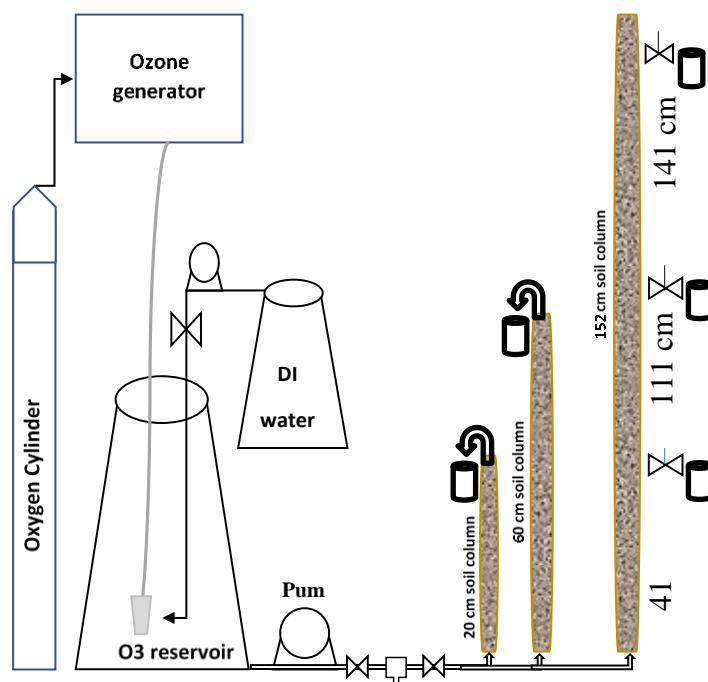 Ozone
generator
Oxygen Cylinder
DI
water
O3 reservoir
Pum
20 cm soil column
60 cm soil column
152 cm soil column
141 cm
111 cm
41